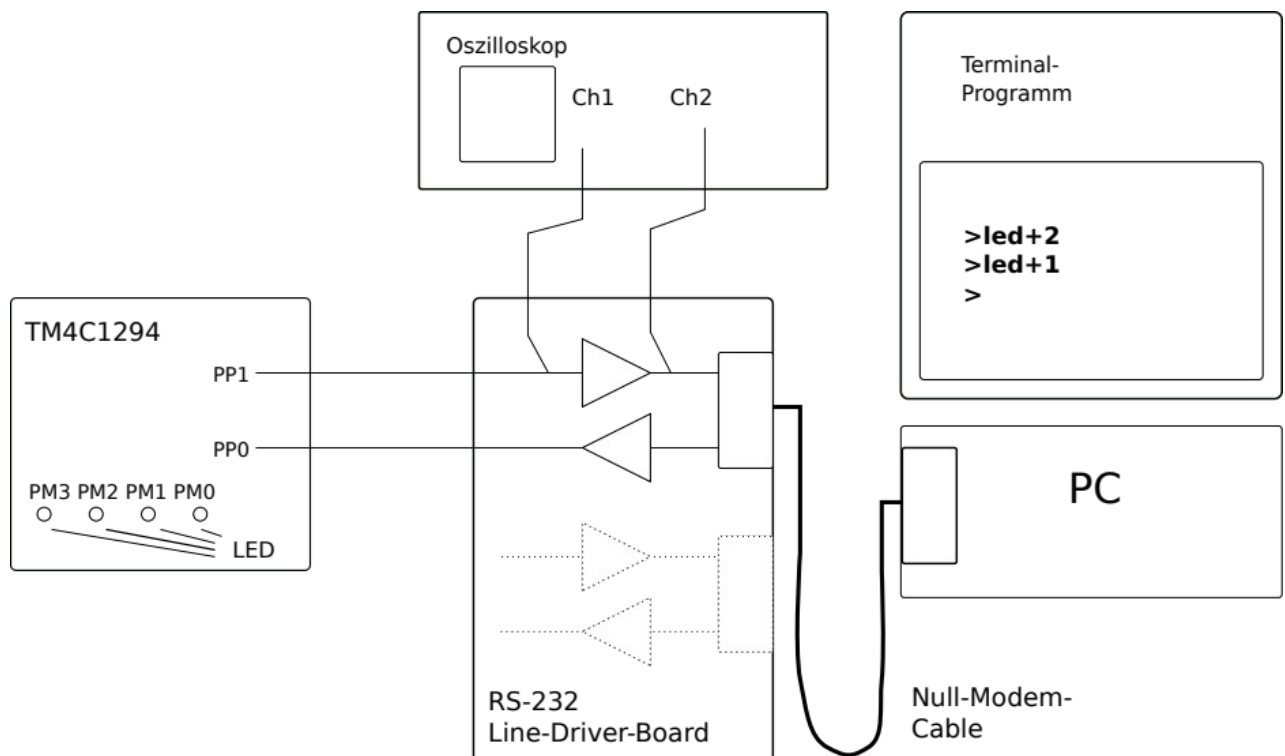 Oszilloskop
Ch1
Ch2
Terminal-
Programm
>led+2
>led+1
>
TM4C1294
PP1
PP0
PM3 PM2 PM1 PM0
LED
RS-232
Line-Driver-Board
PC
Null-Modem-
Cable